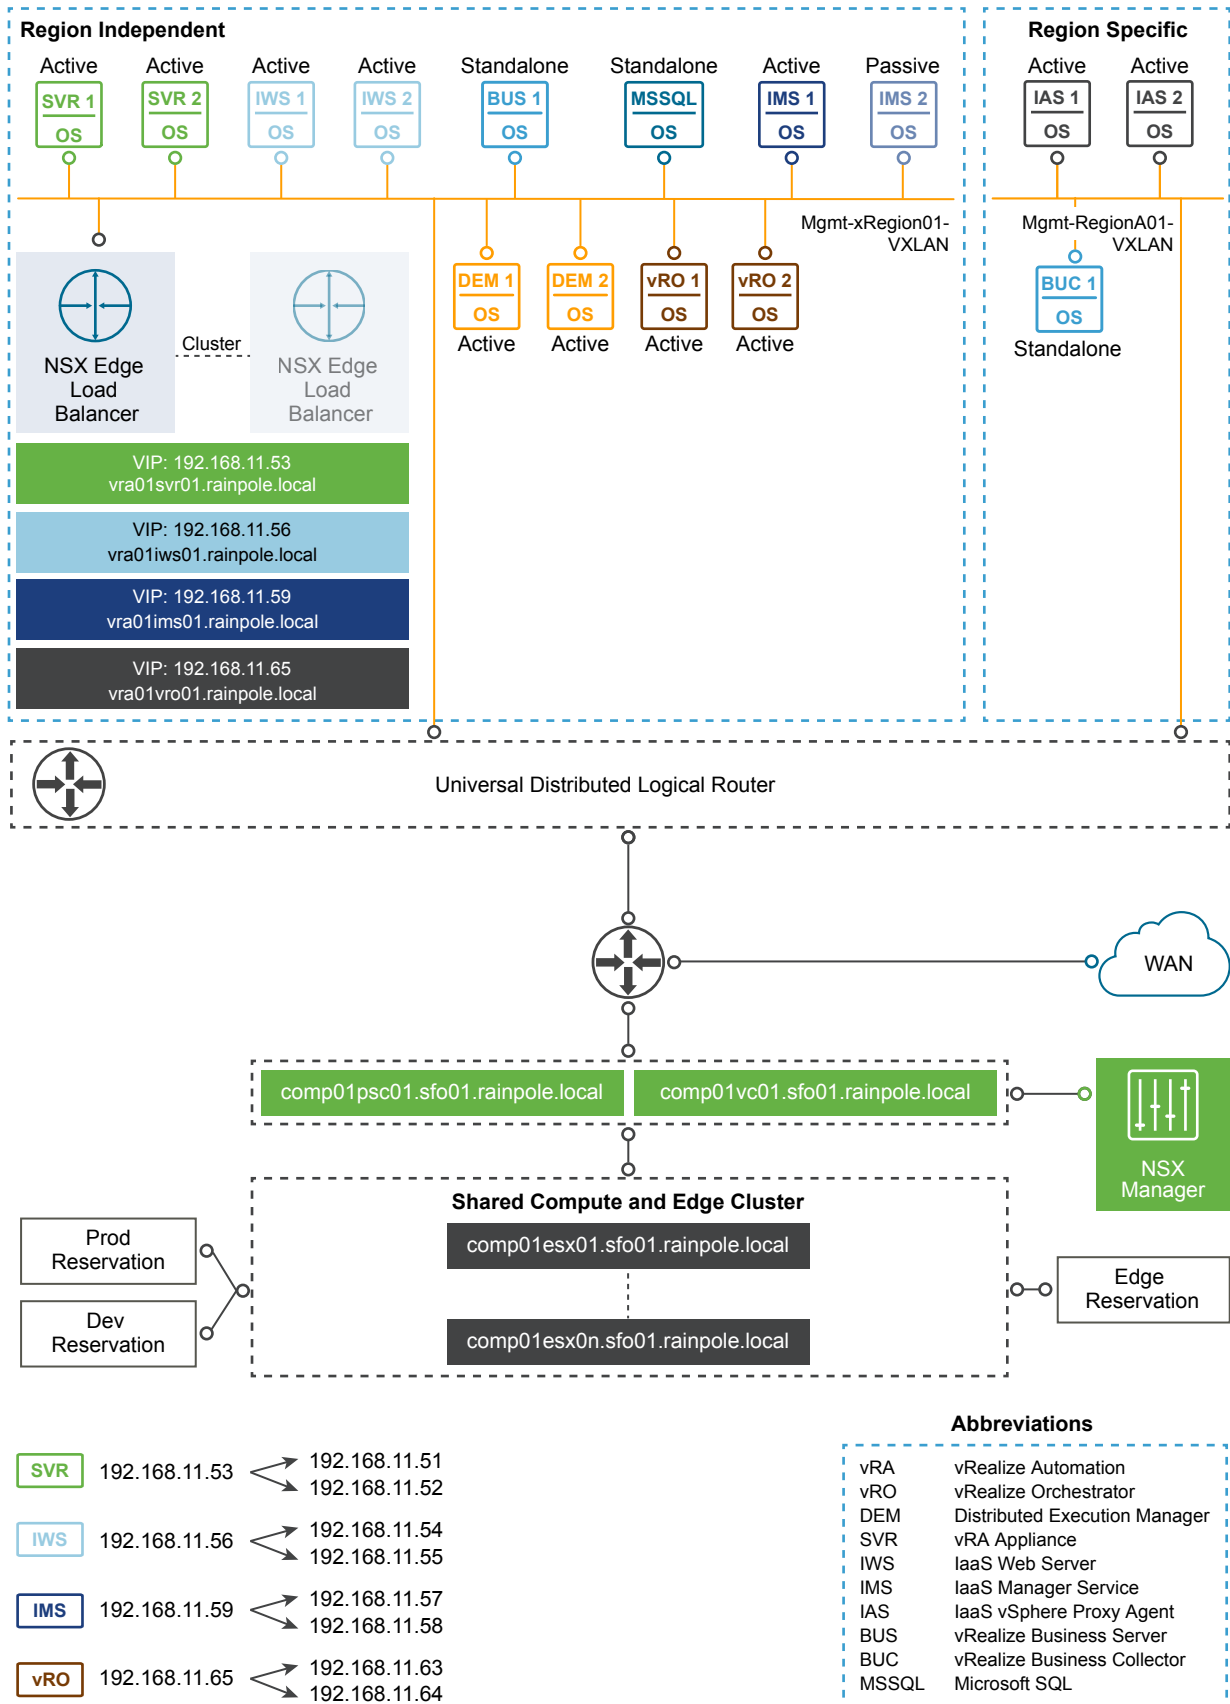 Region Independent
Region Specific
Active
Active
Active
Active
Standalone
Standalone
Active
Passive
Active
Active
SVR 1
OS
SVR 2
OS
IWS 1
OS
IWS 2
OS
BUS 1
OS
MSSQL
OS
IMS 1
OS
IMS 2
OS
IAS 1
OS
IAS 2
OS
Mgmt-xRegion01-
VXLAN
Mgmt-RegionA01-
VXLAN
DEM 1
OS
Active
DEM 2
OS
Active
vRO 1
OS
Active
vRO 2
OS
Active
BUC 1
OS
Standalone
NSX Edge
Load
Balancer
Cluster
NSX Edge
Load
Balancer
VIP: 192.168.11.53
vra01svr01.rainpole.local
VIP: 192.168.11.56
vra01iws01.rainpole.local
VIP: 192.168.11.59
vra01ims01.rainpole.local
VIP: 192.168.11.65
vra01vro01.rainpole.local
Universal Distributed Logical Router
WAN
comp01psc01.sfo01.rainpole.local
comp01vc01.sfo01.rainpole.local
NSX
Manager
Shared Compute and Edge Cluster
comp01esx01.sfo01.rainpole.local
comp01esx0n.sfo01.rainpole.local
Prod
Reservation
Dev
Reservation
Edge
Reservation
SVR 192.168.11.53
192.168.11.51
192.168.11.52
IWS 192.168.11.56
192.168.11.54
192.168.11.55
IMS 192.168.11.59
192.168.11.57
192.168.11.58
vRO 192.168.11.65
192.168.11.63
192.168.11.64
Abbreviations
vRA vRealize Automation
vRO vRealize Orchestrator
DEM Distributed Execution Manager
SVR vRA Appliance
IWS IaaS Web Server
IMS IaaS Manager Service
IAS IaaS vSphere Proxy Agent
BUS vRealize Business Server
BUC vRealize Business Collector
MSSQL Microsoft SQL